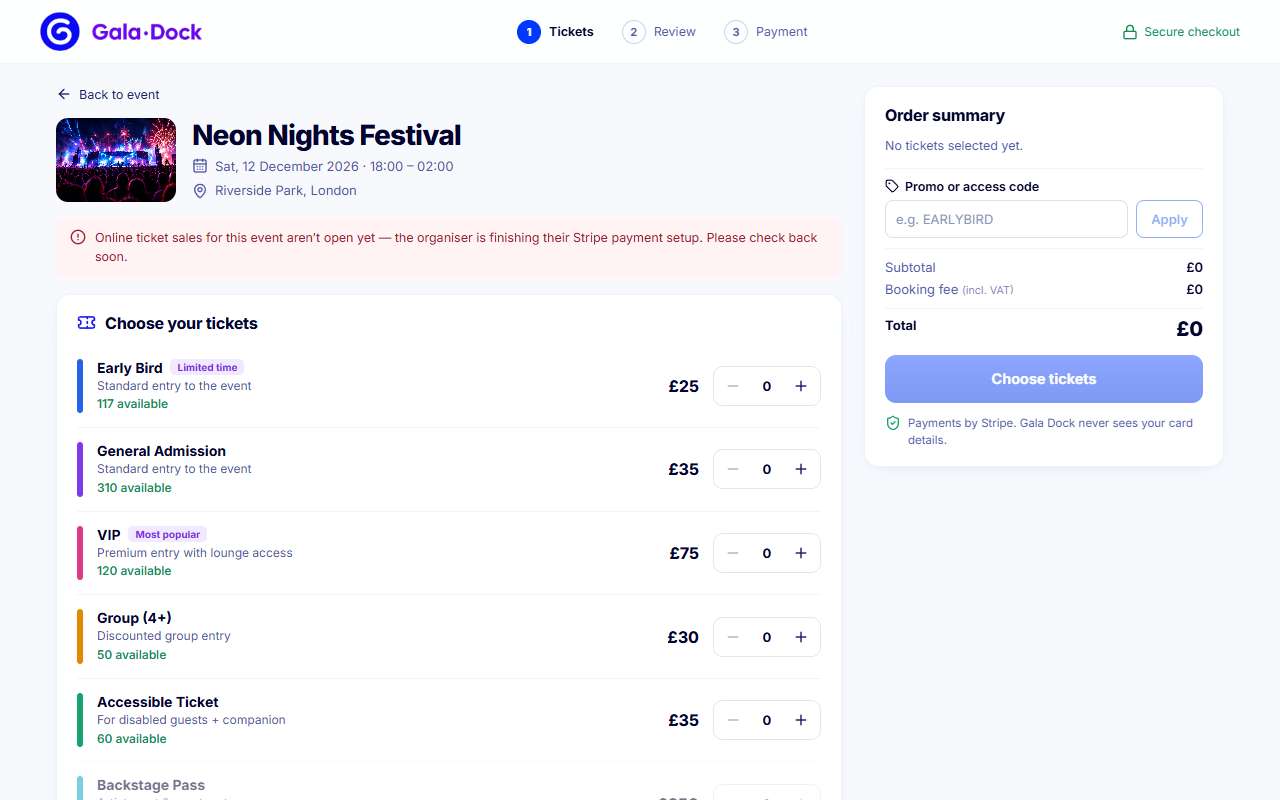 Gala·Dock
1 Tickets
2 Review
3 Payment
Secure checkout
Back to event
Neon Nights Festival
Sat, 12 December 2026 · 18:00 – 02:00
Riverside Park, London
Online ticket sales for this event aren't open yet — the organiser is finishing their Stripe payment setup. Please check back
soon.
Choose your tickets
Early Bird Limited time
Standard entry to the event
117 available
£25 − 0 +
General Admission
Standard entry to the event
310 available
£35 − 0 +
VIP Most popular
Premium entry with lounge access
120 available
£75 − 0 +
Group (4+)
Discounted group entry
50 available
£30 − 0 +
Accessible Ticket
For disabled guests + companion
60 available
£35 − 0 +
Backstage Pass
Order summary
No tickets selected yet.
Promo or access code
e.g. EARLYBIRD Apply
Subtotal £0
Booking fee (incl. VAT) £0
Total £0
Choose tickets
Payments by Stripe. Gala Dock never sees your card
details.